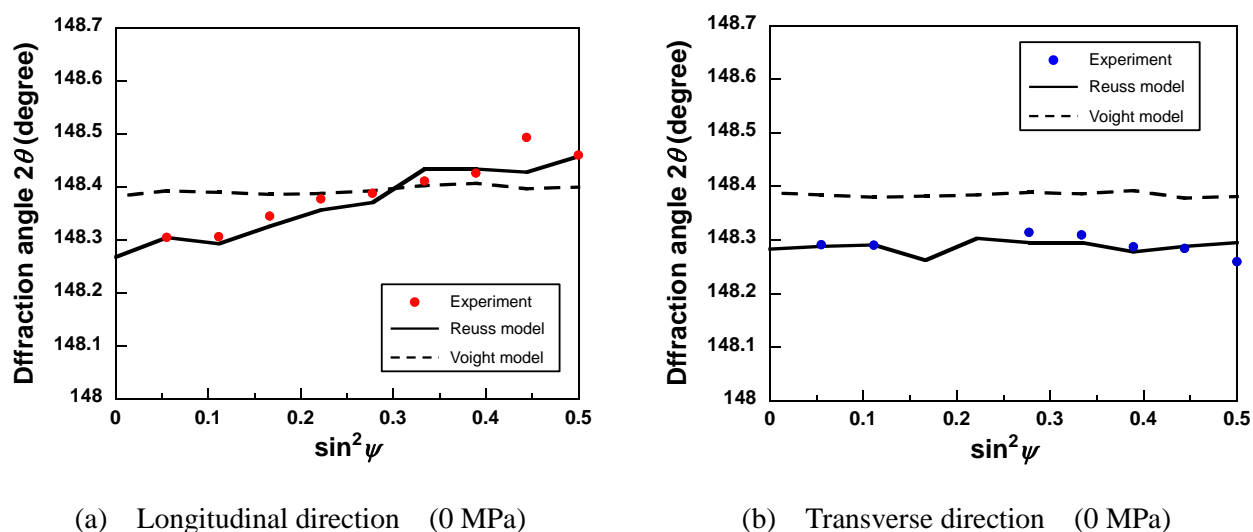 148.7
148.6
148.5
148.4
148.3
148.2
148.1
148
Dffraction angle 2θ (degree)
Experiment
Reuss model
Voight model
0 0.1 0.2 0.3 0.4 0.5
sin²ψ
(a) Longitudinal direction (0 MPa)
148.7
148.6
148.5
148.4
148.3
148.2
148.1
148
Dffraction angle 2θ (degree)
Experiment
Reuss model
Voight model
0 0.1 0.2 0.3 0.4 0.5
sin²ψ
(b) Transverse direction (0 MPa)